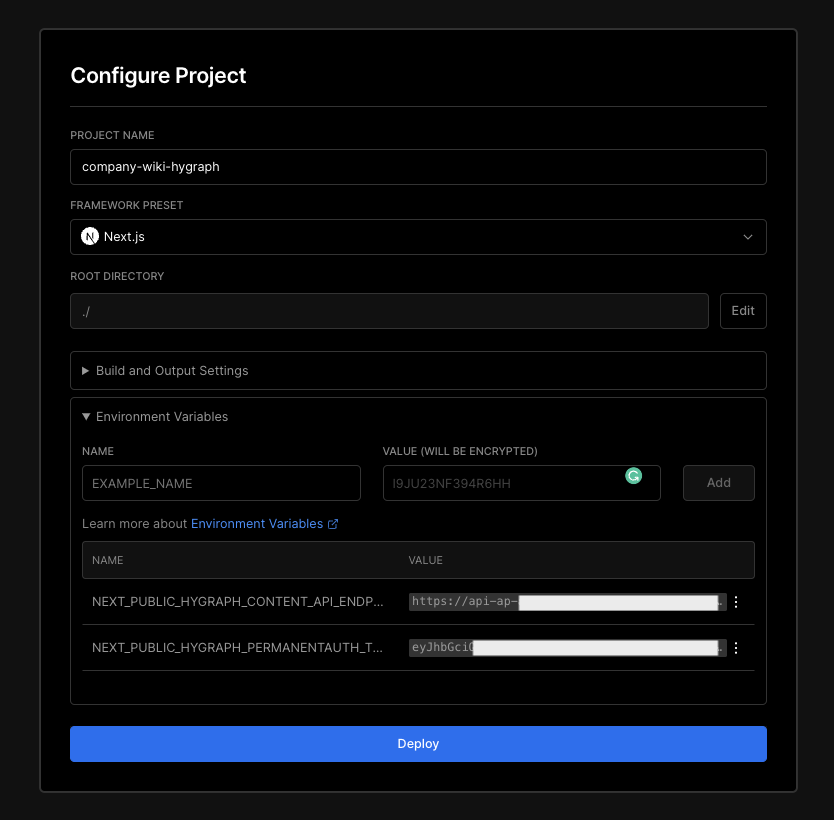 Configure Project
PROJECT NAME
company-wiki-hygraph
FRAMEWORK PRESET
N Next.js
ROOT DIRECTORY
./
Edit
Build and Output Settings
Environment Variables
NAME VALUE (WILL BE ENCRYPTED)
EXAMPLE_NAME I9JU23NF394R6HH Add
Learn more about Environment Variables
NAME VALUE
NEXT_PUBLIC_HYGRAPH_CONTENT_API_ENDP... https://api-ap-
NEXT_PUBLIC_HYGRAPH_PERMANENTAUTH_T... eyJhbGci
Deploy